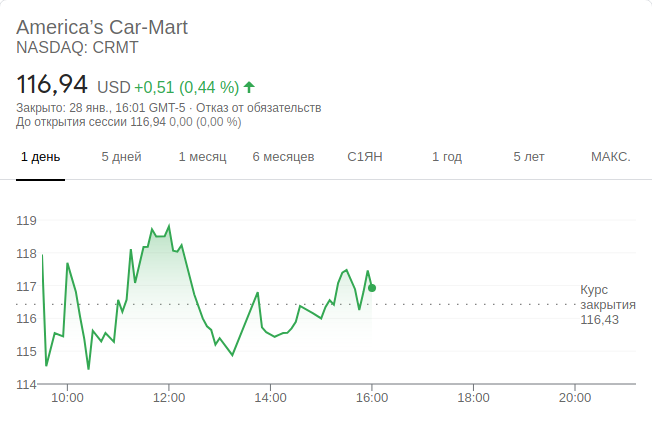 America’s Car-Mart
NASDAQ: CRMT
116,94 USD +0,51 (0,44 %)
Закрыто: 28 янв., 16:01 GMT-5 · Отказ от обязательств
До открытия сессии 116,94 0,00 (0,00 %)
1 день 5 дней 1 месяц 6 месяцев С1ЯН 1 год 5 лет МАКС.
119
118
117
116
115
114
Курс
закрытия
116,43
10:00 12:00 14:00 16:00 18:00 20:00